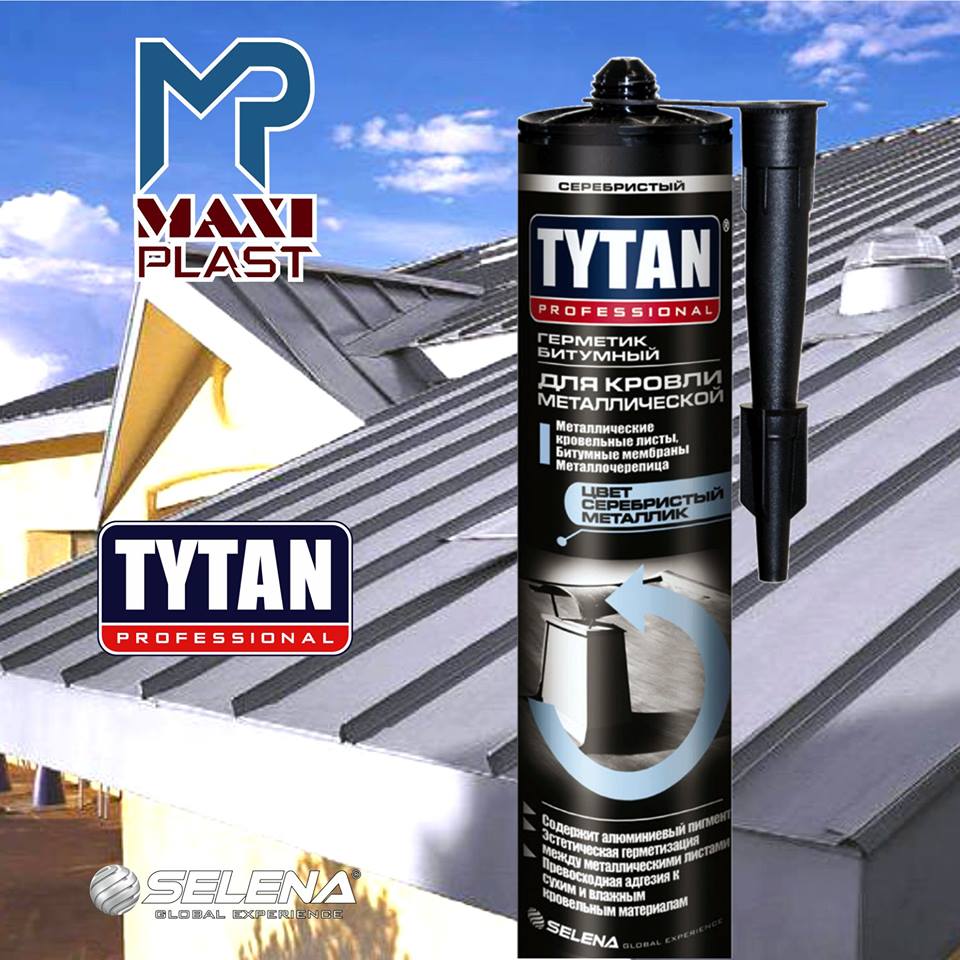 MP
MAXI
PLAST
СЕРЕБРИСТЫЙ
TYTAN®
PROFESSIONAL
ГЕРМЕТИК
БИТУМНЫЙ
ДЛЯ КРОВЛИ
МЕТАЛЛИЧЕСКОЙ
Металлические
кровельные листы,
Битумные мембраны
Металлочерепица
ЦВЕТ
СЕРЕБРИСТЫЙ
МЕТАЛЛИК
Содержит алюминиевый пигмент
Эстетическая герметизация
между металлическими листами
Превосходная адгезия к
сухим и влажным
кровельным материалам
SELENA GLOBAL EXPERIENCE
TYTAN
PROFESSIONAL
SELENA®
GLOBAL EXPERIENCE